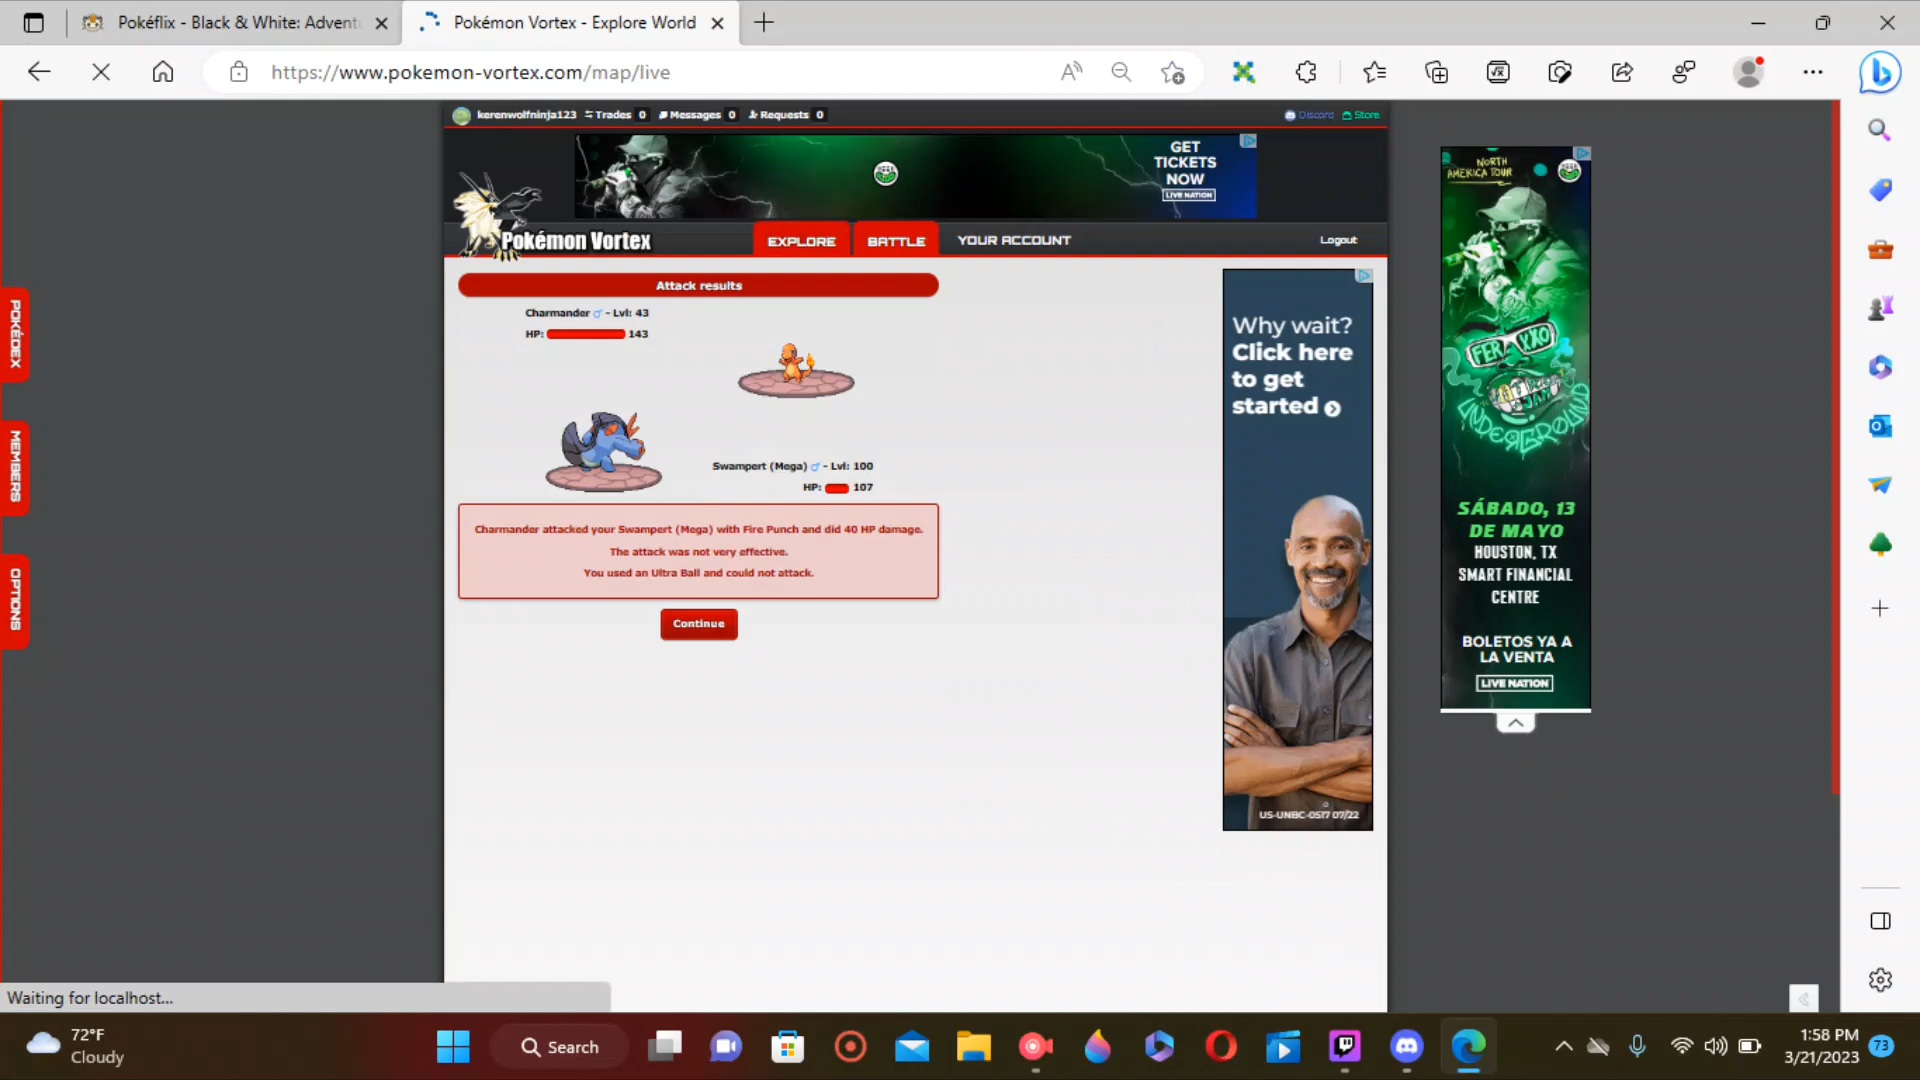 Pokéflix - Black & White: Advent
Pokémon Vortex - Explore World
https://www.pokemon-vortex.com/map/live
kerenwolfninja123 Trades 0 Messages 0 Requests 0
Discord Store
GET
TICKETS
NOW
LIVE NATION
Pokémon Vortex
EXPLORE
BATTLE
YOUR ACCOUNT
Logout
POKÉDEX
MEMBERS
OPTIONS
Attack results
Charmander ♂ - Lvl: 43
HP: 143
Swampert (Mega) ♂ - Lvl: 100
HP: 107
Charmander attacked your Swampert (Mega) with Fire Punch and did 40 HP damage.
The attack was not very effective.
You used an Ultra Ball and could not attack.
Continue
Why wait?
Click here
to get
started
US-UNBC-0517 07/22
NORTH
AMERICA TOUR
FERXXO
UNDERGROUND
SÁBADO, 13
DE MAYO
HOUSTON, TX
SMART FINANCIAL
CENTRE
BOLETOS YA A
LA VENTA
LIVE NATION
Waiting for localhost...
72°F
Cloudy
Search
1:58 PM
3/21/2023
73